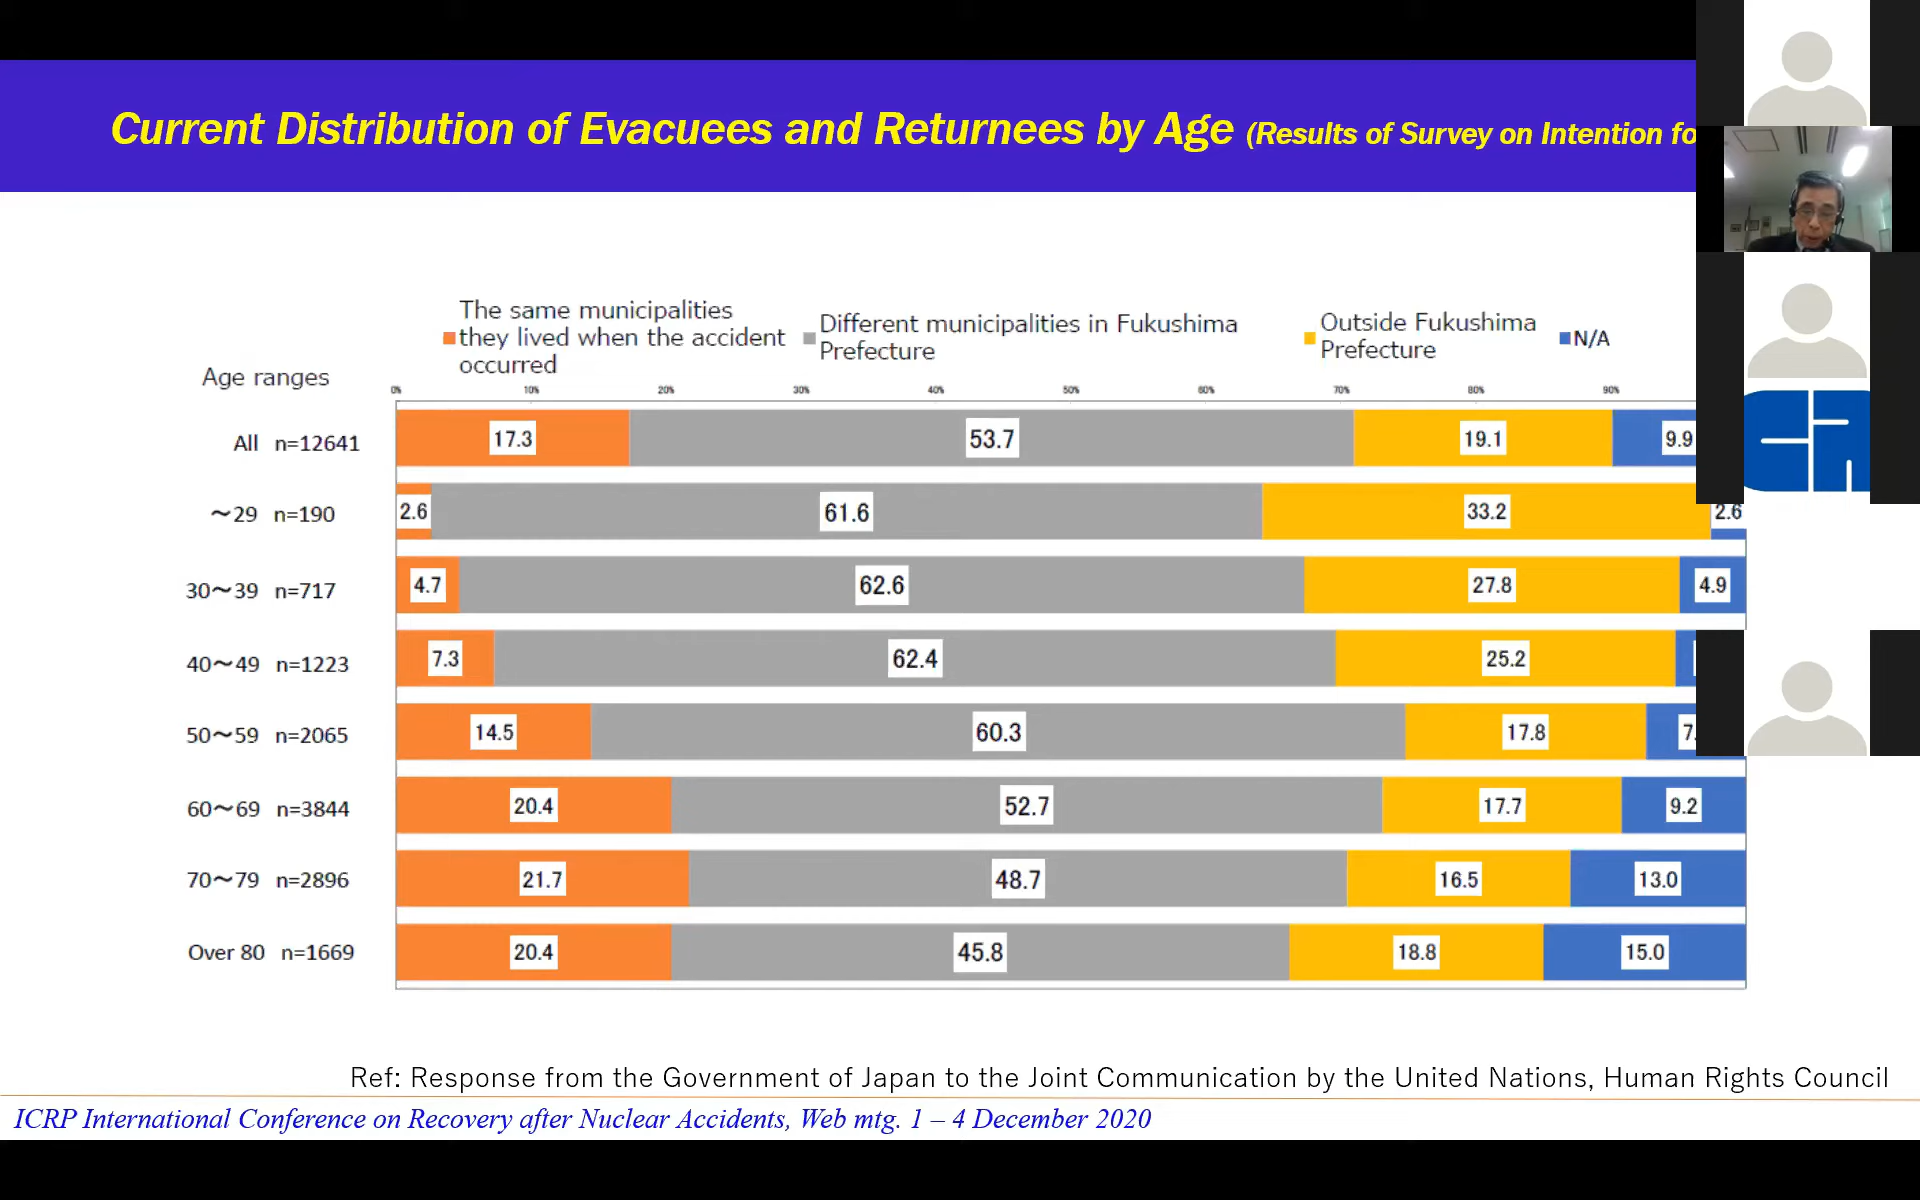 Current Distribution of Evacuees and Returnees by Age (Results of Survey on Intention fo
The same municipalities
they lived when the accident
occurred
Different municipalities in Fukushima
Prefecture
Outside Fukushima
Prefecture
N/A
Age ranges
0% 10% 20% 30% 40% 50% 60% 70% 80% 90%
All n=12641 17.3 53.7 19.1 9.9
~29 n=190 2.6 61.6 33.2 2.6
30~39 n=717 4.7 62.6 27.8 4.9
40~49 n=1223 7.3 62.4 25.2
50~59 n=2065 14.5 60.3 17.8 7.
60~69 n=3844 20.4 52.7 17.7 9.2
70~79 n=2896 21.7 48.7 16.5 13.0
Over 80 n=1669 20.4 45.8 18.8 15.0
Ref: Response from the Government of Japan to the Joint Communication by the United Nations, Human Rights Council
ICRP International Conference on Recovery after Nuclear Accidents, Web mtg. 1 – 4 December 2020